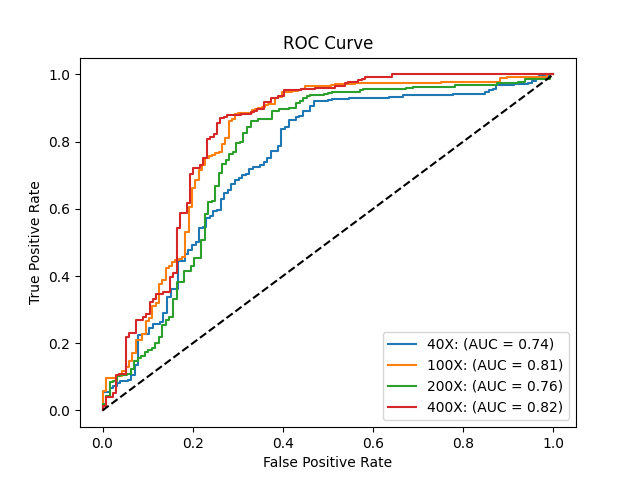 ROC Curve
True Positive Rate
1.0
0.8
0.6
0.4
0.2
0.0
0.0 0.2 0.4 0.6 0.8 1.0
False Positive Rate
40X: (AUC = 0.74)
100X: (AUC = 0.81)
200X: (AUC = 0.76)
400X: (AUC = 0.82)